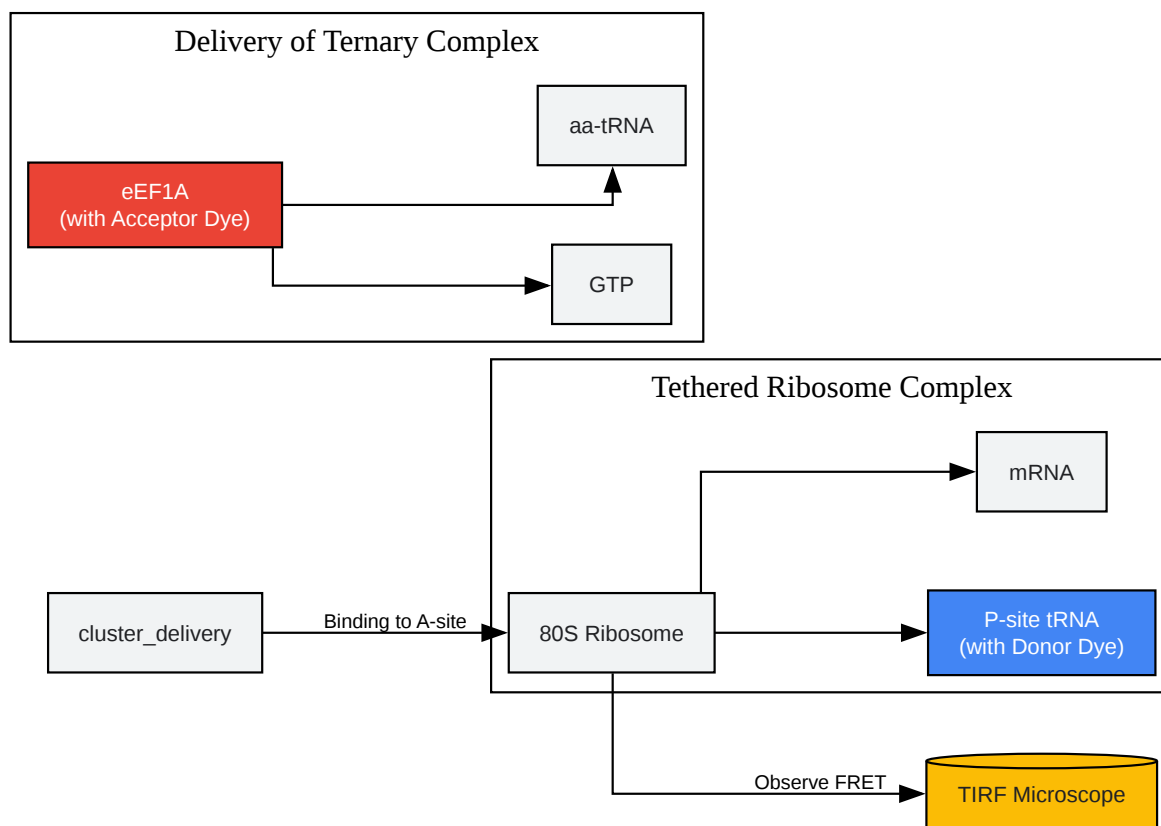 Delivery of Ternary Complex
aa-tRNA
eEF1A
(with Acceptor Dye)
GTP
Tethered Ribosome Complex
mRNA
cluster_delivery
Binding to A-site
80S Ribosome
P-site tRNA
(with Donor Dye)
Observe FRET
TIRF Microscope